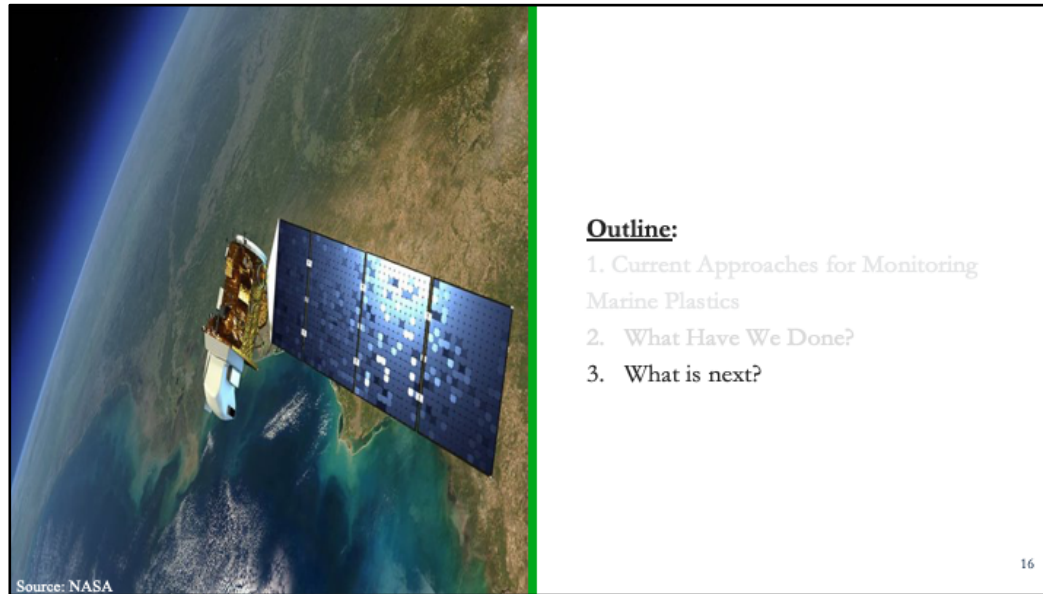 Outline:
1. Current Approaches for Monitoring
Marine Plastics
2. What Have We Done?
3. What is next?
Source: NASA
16